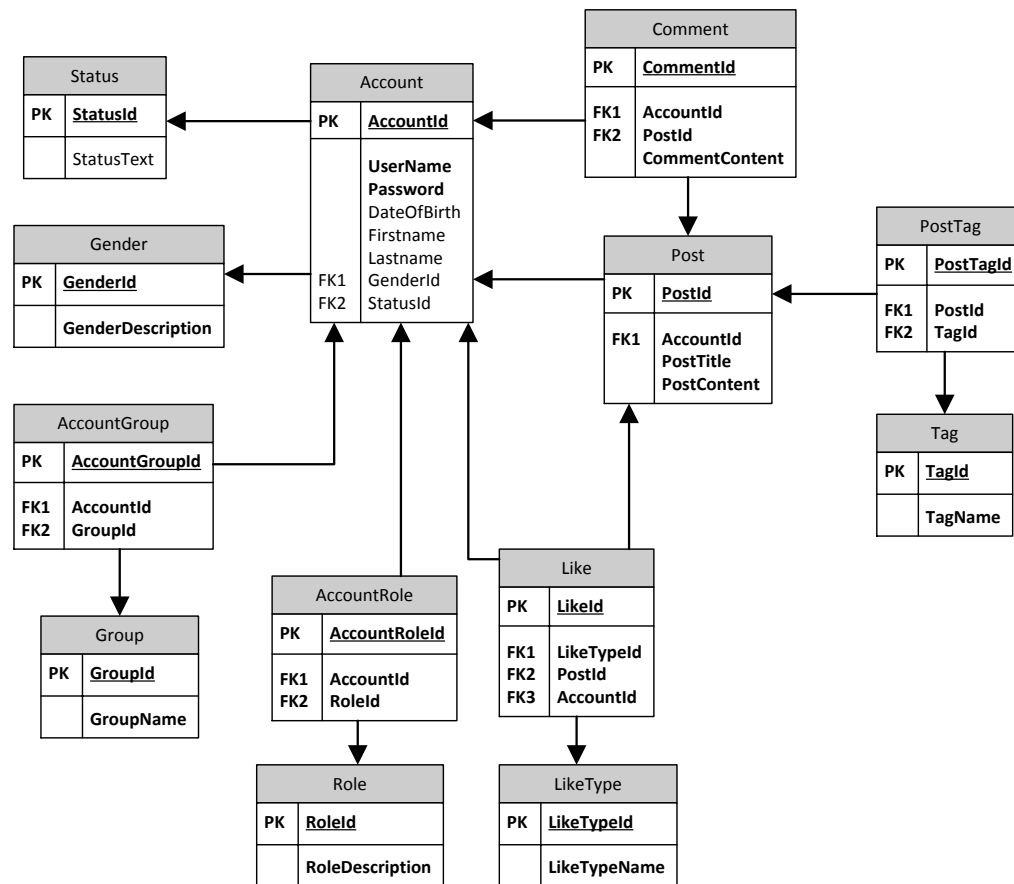 Comment
PK CommentId
FK1 AccountId
FK2 PostId
CommentContent
Status
PK StatusId
StatusText
Account
PK AccountId
UserName
Password
DateOfBirth
Firstname
Lastname
FK1 GenderId
FK2 StatusId
Gender
PK GenderId
GenderDescription
Post
PK PostId
FK1 AccountId
PostTitle
PostContent
PostTag
PK PostTagId
FK1 PostId
FK2 TagId
AccountGroup
PK AccountGroupId
FK1 AccountId
FK2 GroupId
Tag
PK TagId
TagName
Group
PK GroupId
GroupName
AccountRole
PK AccountRoleId
FK1 AccountId
FK2 RoleId
Like
PK LikeId
FK1 LikeTypeId
FK2 PostId
FK3 AccountId
Role
PK RoleId
RoleDescription
LikeType
PK LikeTypeId
LikeTypeName